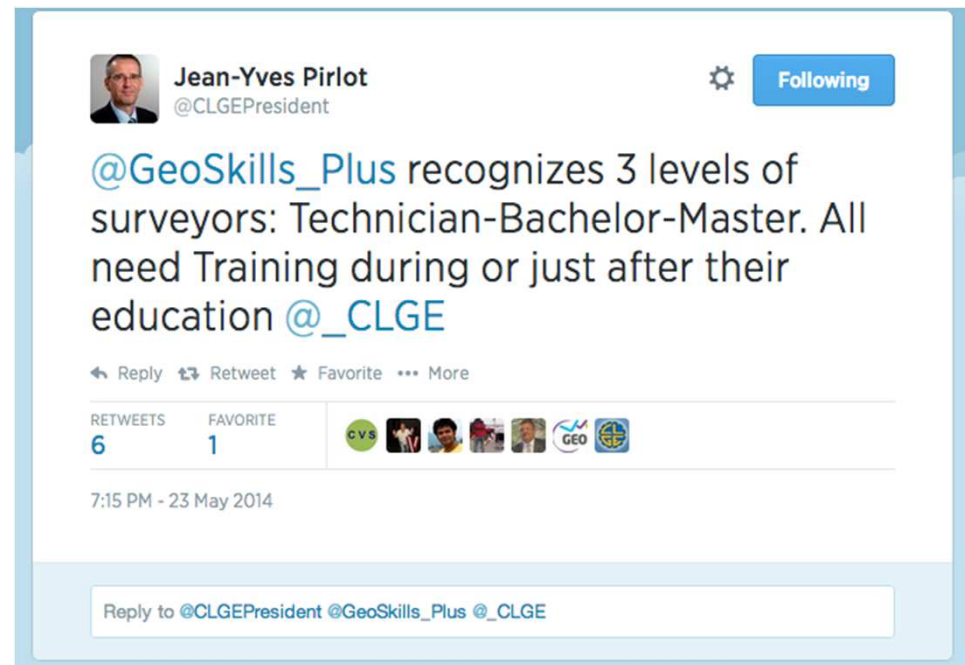 Jean-Yves Pirlot
@CLGEPresident
Following
@GeoSkills_Plus recognizes 3 levels of
surveyors: Technician-Bachelor-Master. All
need Training during or just after their
education @_CLGE
Reply Retweet Favorite ••• More
RETWEETS FAVORITE
6 1
CVS
GEO
CLGE
7:15 PM - 23 May 2014
Reply to @CLGEPresident @GeoSkills_Plus @_CLGE